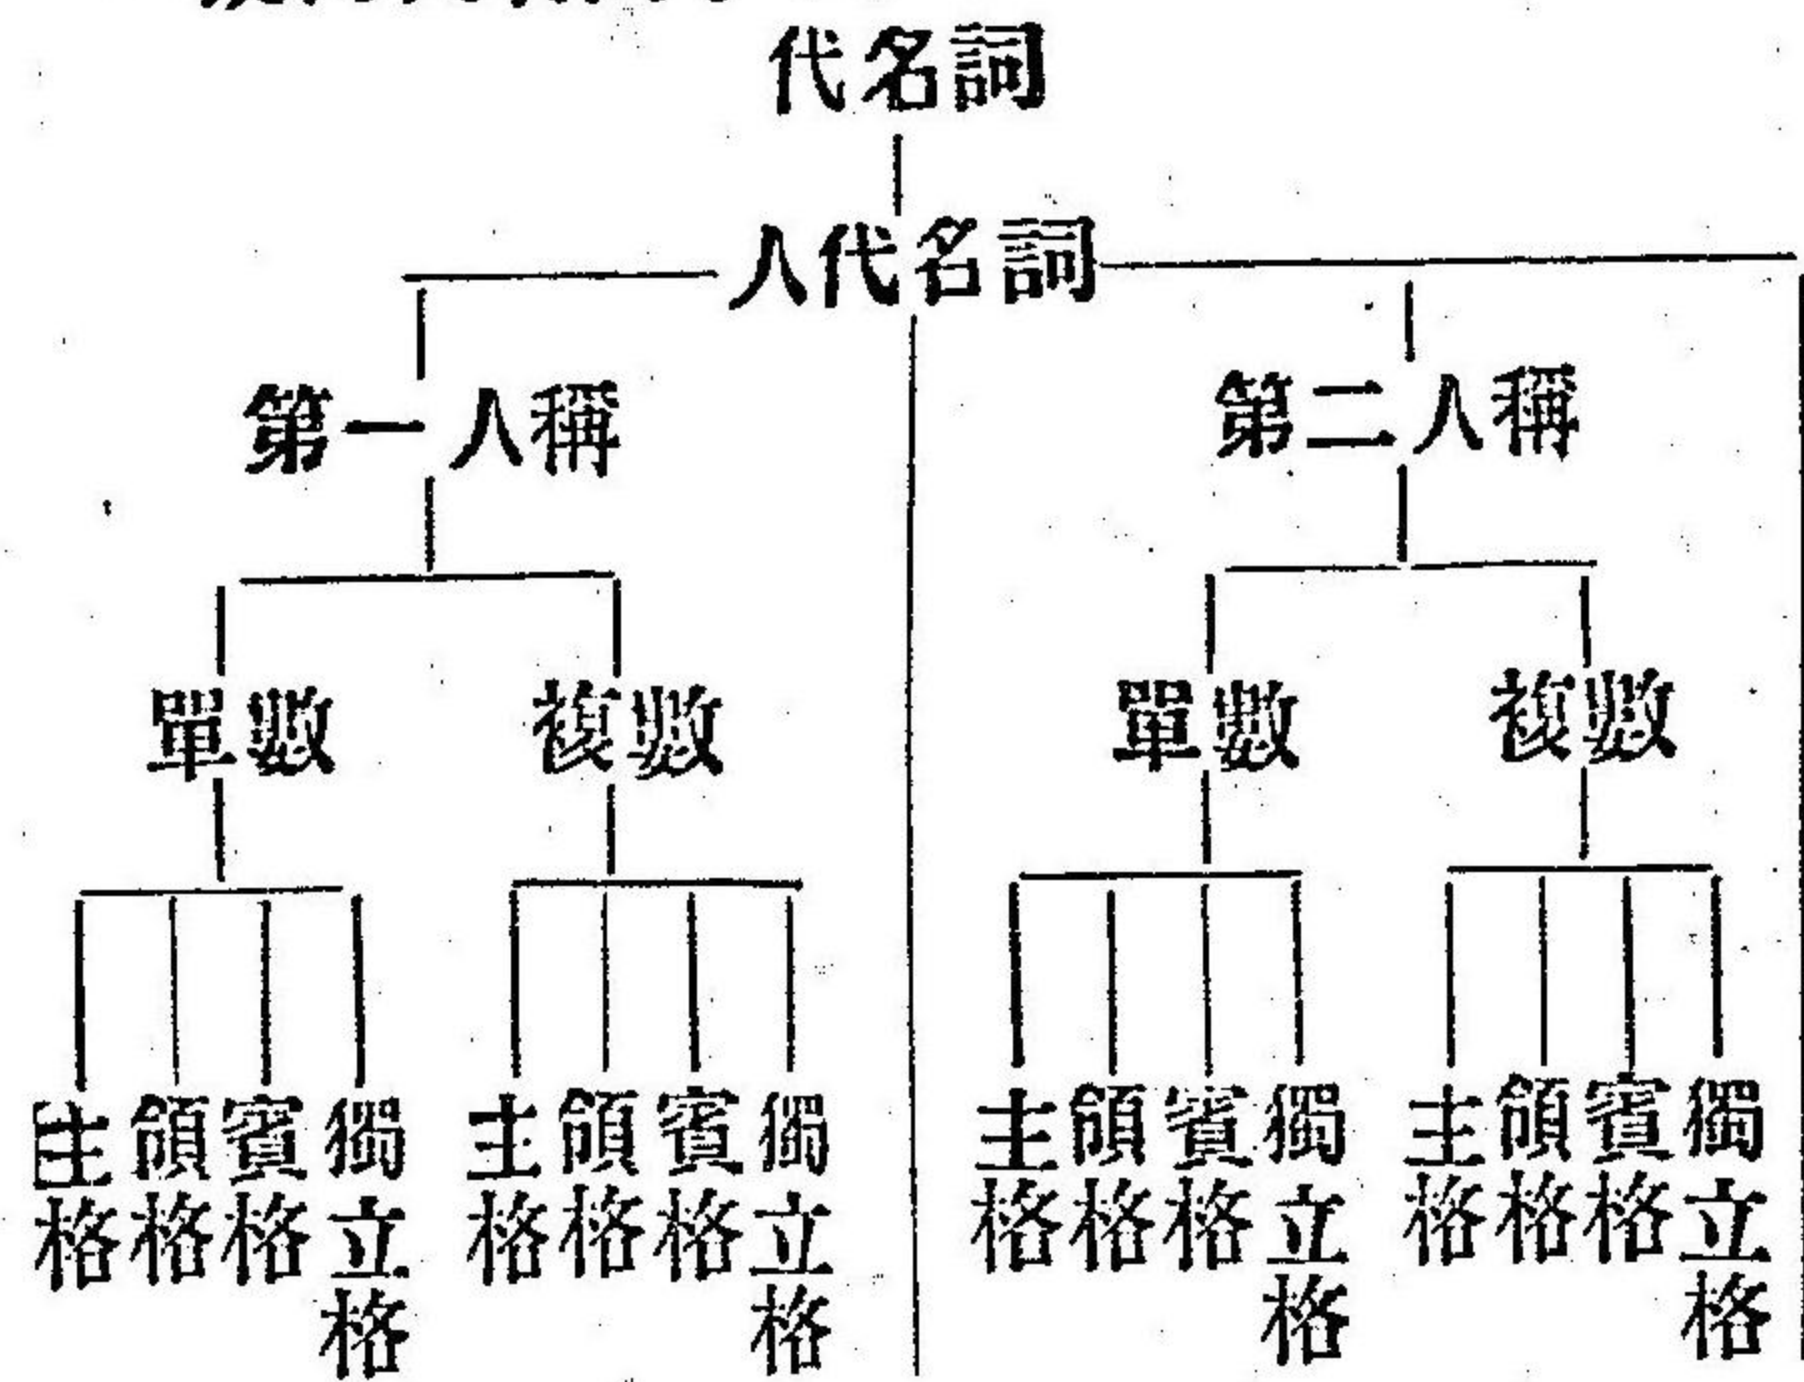 代名詞
人代名詞
第一人稱 第二人稱
單數 複數 單數 複數
主格 領格 賓格 獨立格 主格 領格 賓格 獨立格 主格 領格 賓格 獨立格 主格 領格 賓格 獨立格